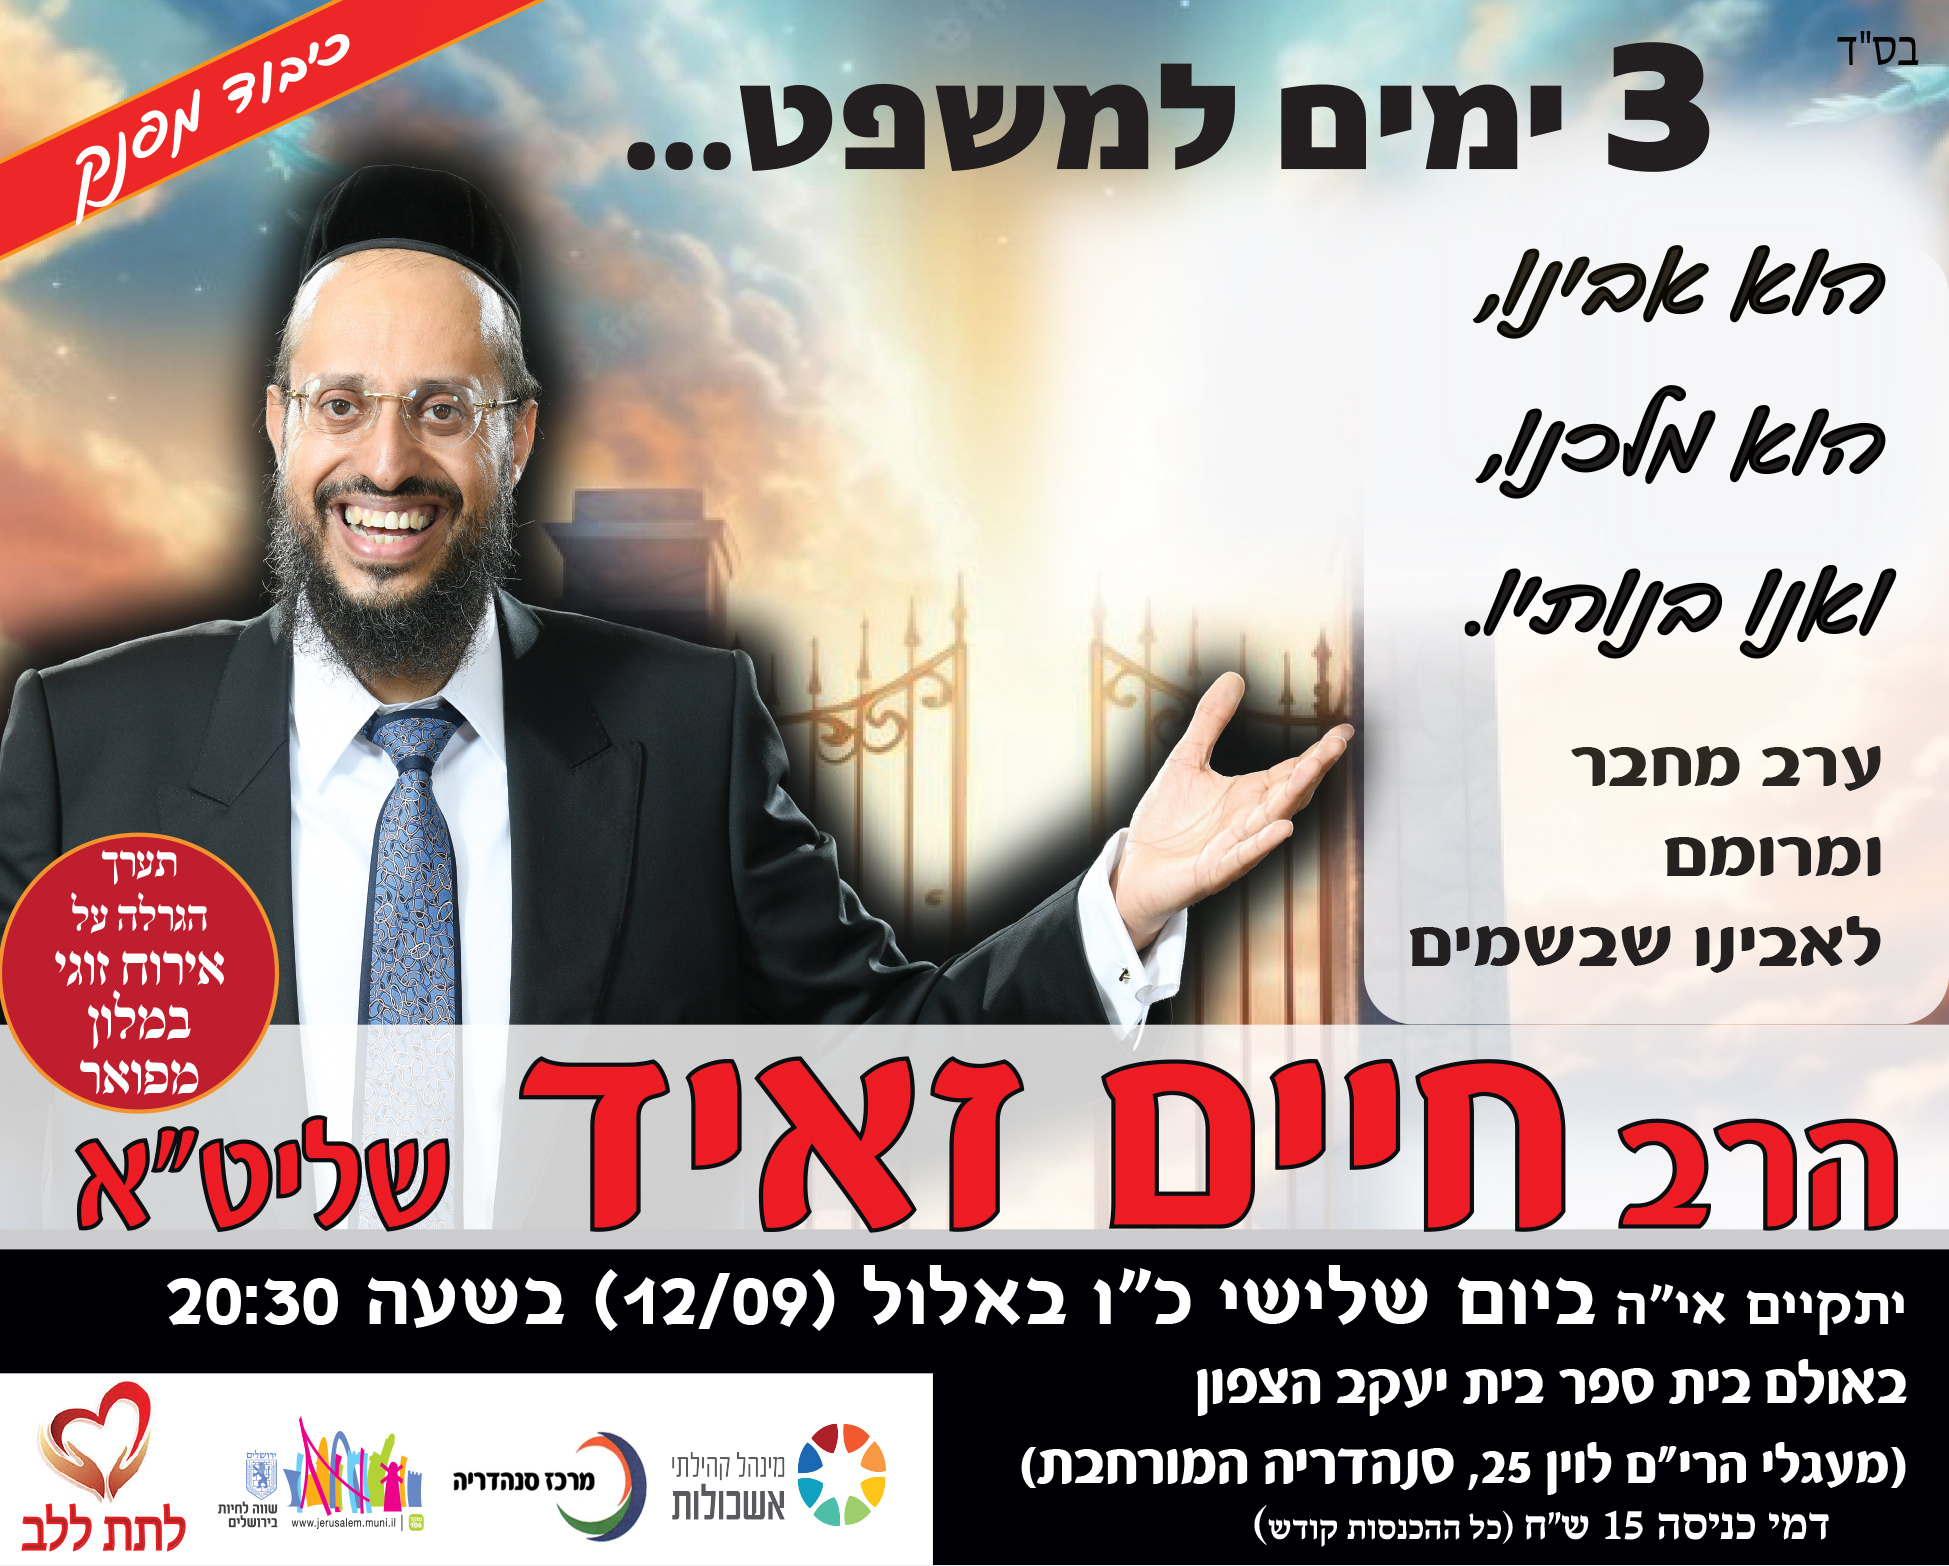 בס"ד
כיבוד מפנק
3 ימים למשפט...
הוא אבינו,
הוא מלכנו,
ואנו בנותיו.
ערב מחבר
ומרומם
לאבינו שבשמים
תערך
הגרלה על
אירוח זוגי
במלון
מפואר
הרב חיים זאיד שליט"א
יתקיים אי"ה ביום שלישי כ"ו באלול (12/09) בשעה 20:30
באולם בית ספר בית יעקב הצפון
(מעגלי הרי"ם לוין 25, סנהדריה המורחבת)
דמי כניסה 15 ש"ח (כל ההכנסות קודש)
מינהל קהילתי
אשכולות
מרכז סנהדריה
ירושלים
שווה לחיות
בירושלים
www.jerusalem.muni.il
מוקד
106
לתת ללב